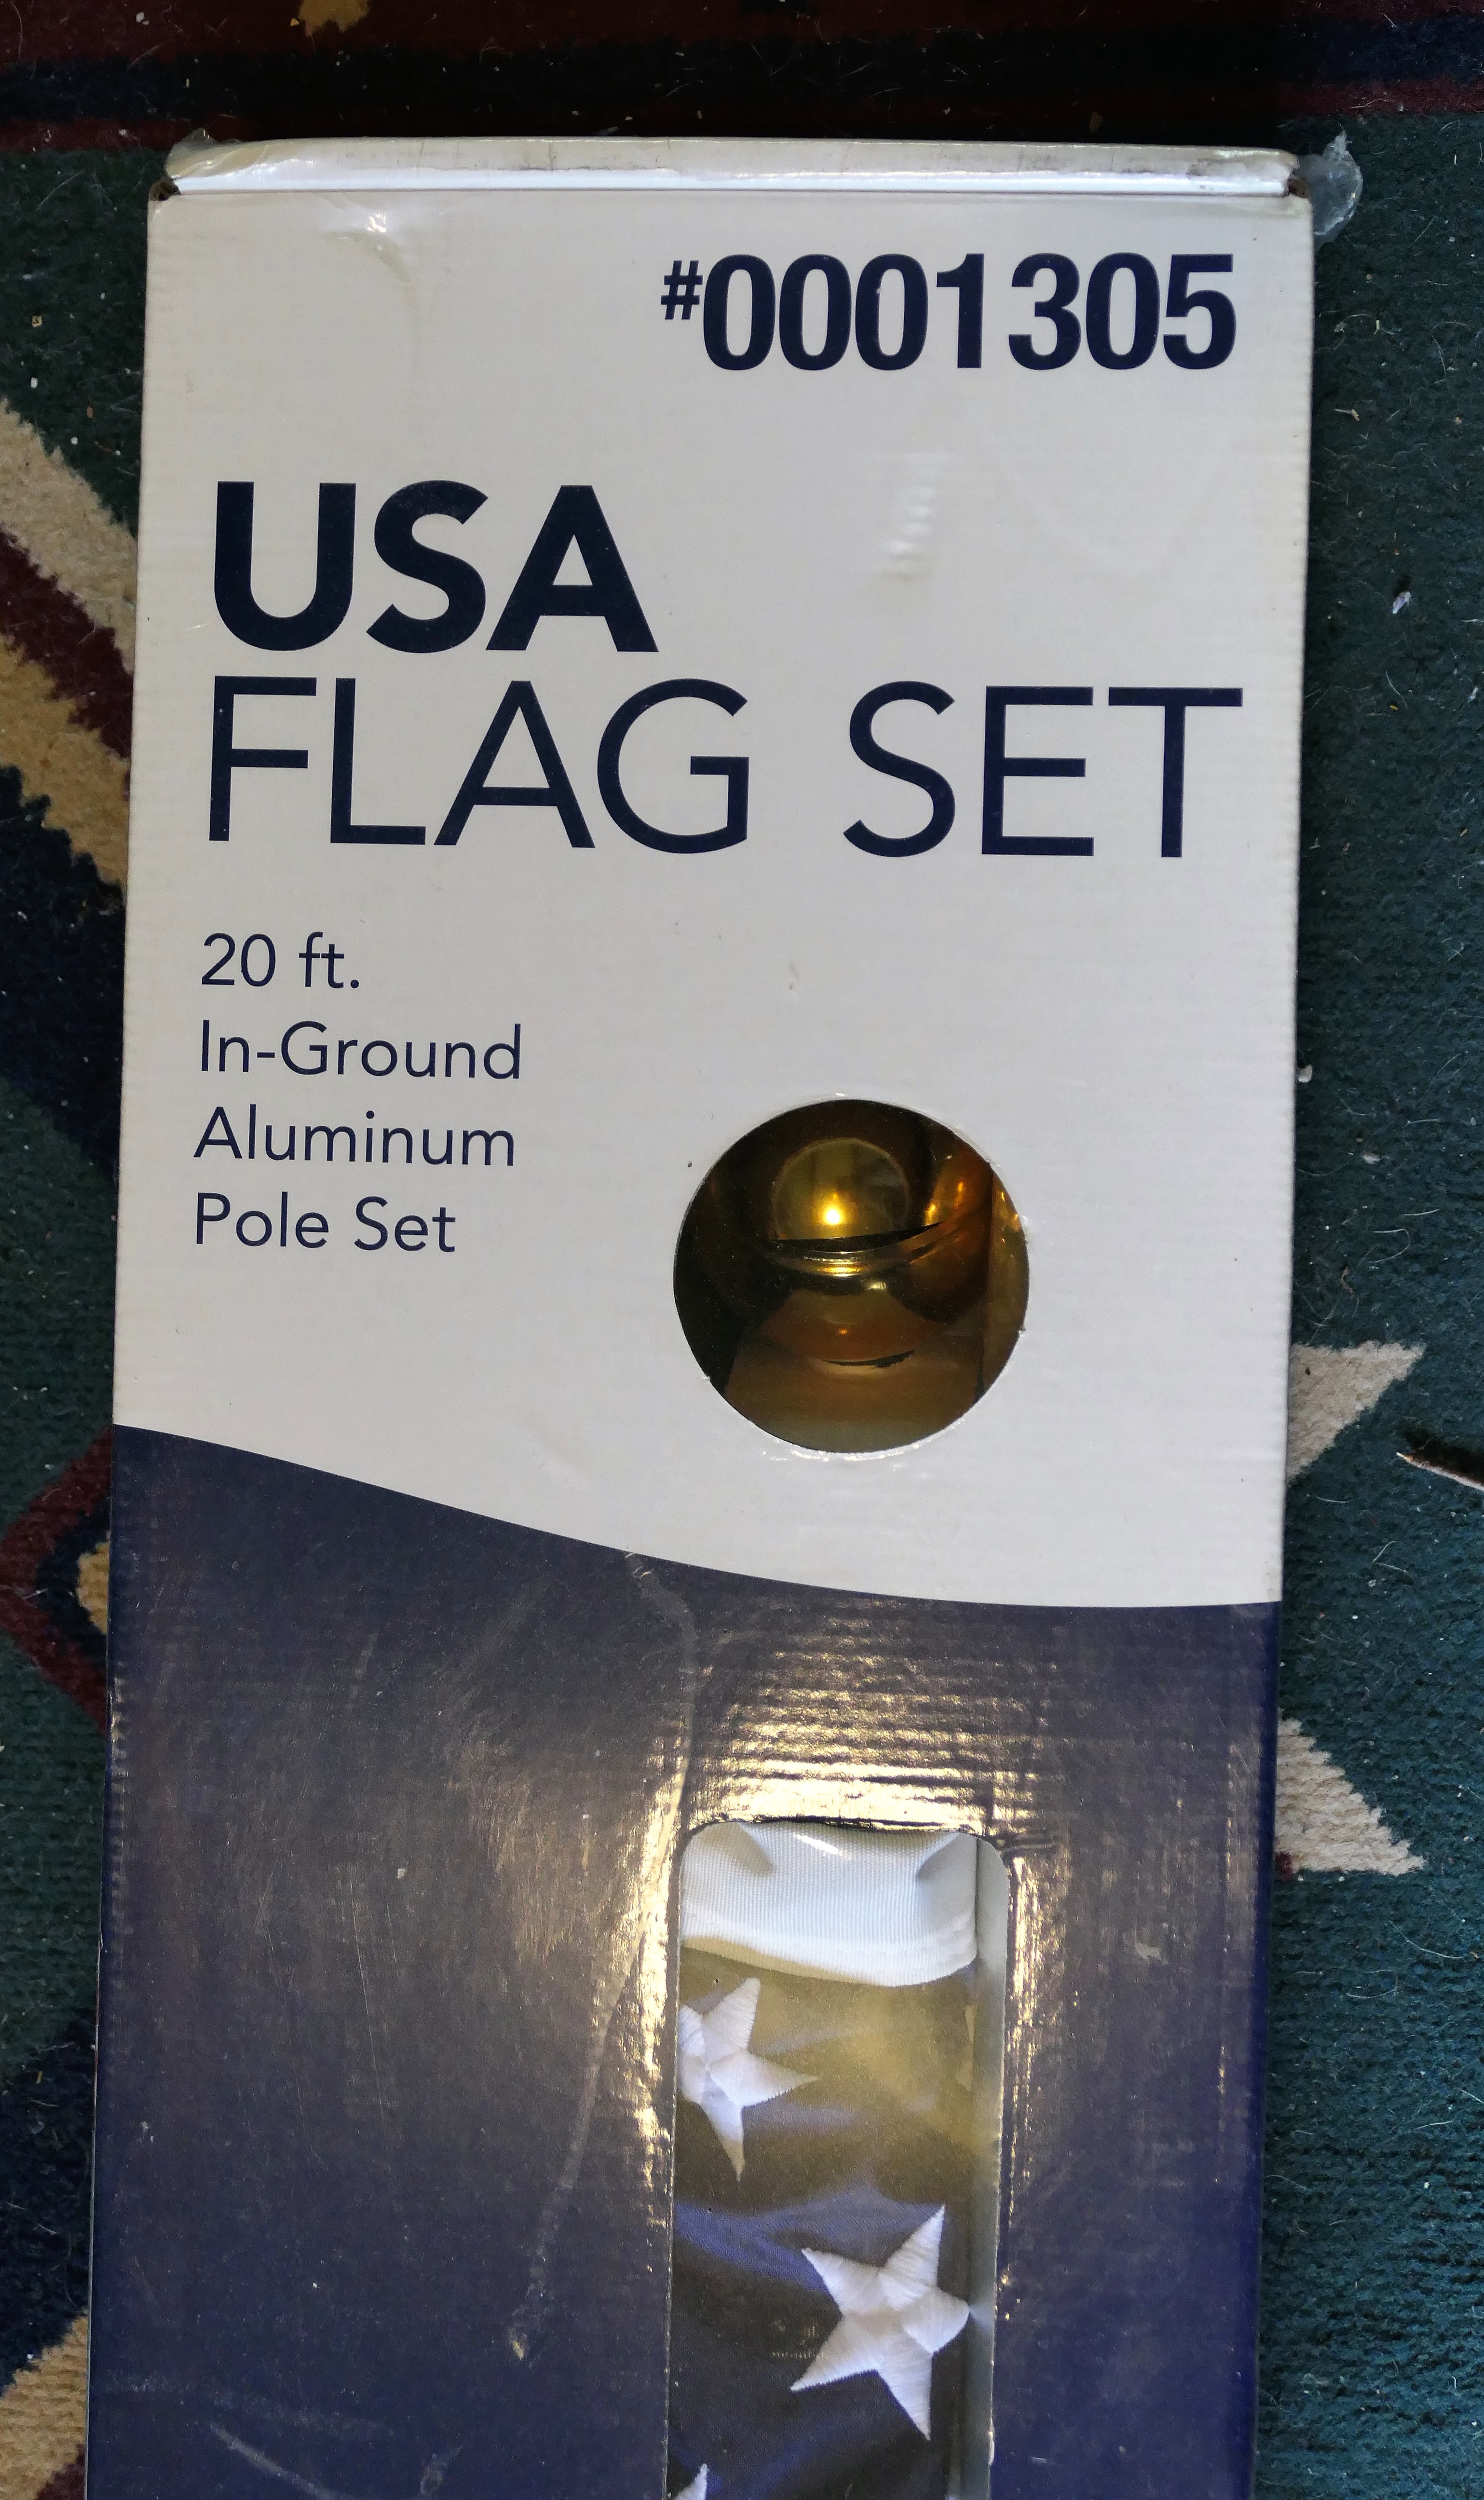 #0001305
USA
FLAG SET
20 ft.
In-Ground
Aluminum
Pole Set